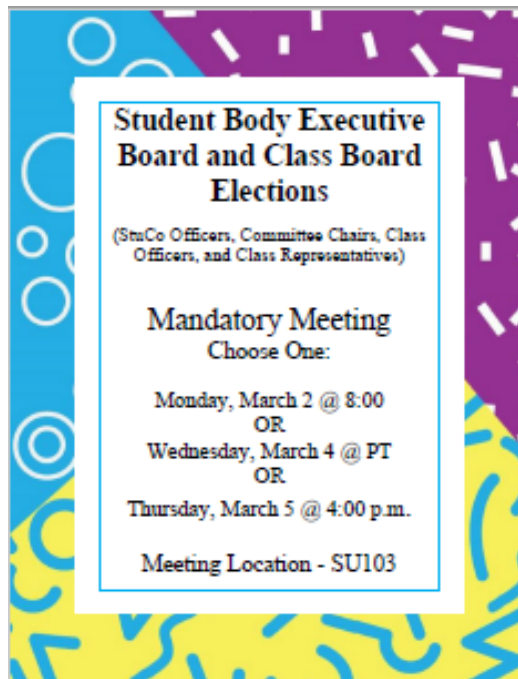 Student Body Executive
Board and Class Board
Elections
(StuCo Officers, Committee Chairs, Class
Officers, and Class Representatives)
Mandatory Meeting
Choose One:
Monday, March 2 @ 8:00
OR
Wednesday, March 4 @ PT
OR
Thursday, March 5 @ 4:00 p.m.
Meeting Location - SU103